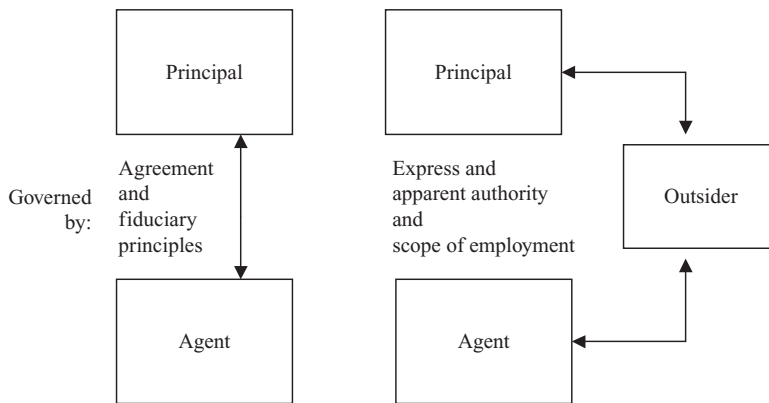 Principal
Principal
Governed
by:
Agreement
and
fiduciary
principles
Express and
apparent authority
and
scope of employment
Outsider
Agent
Agent